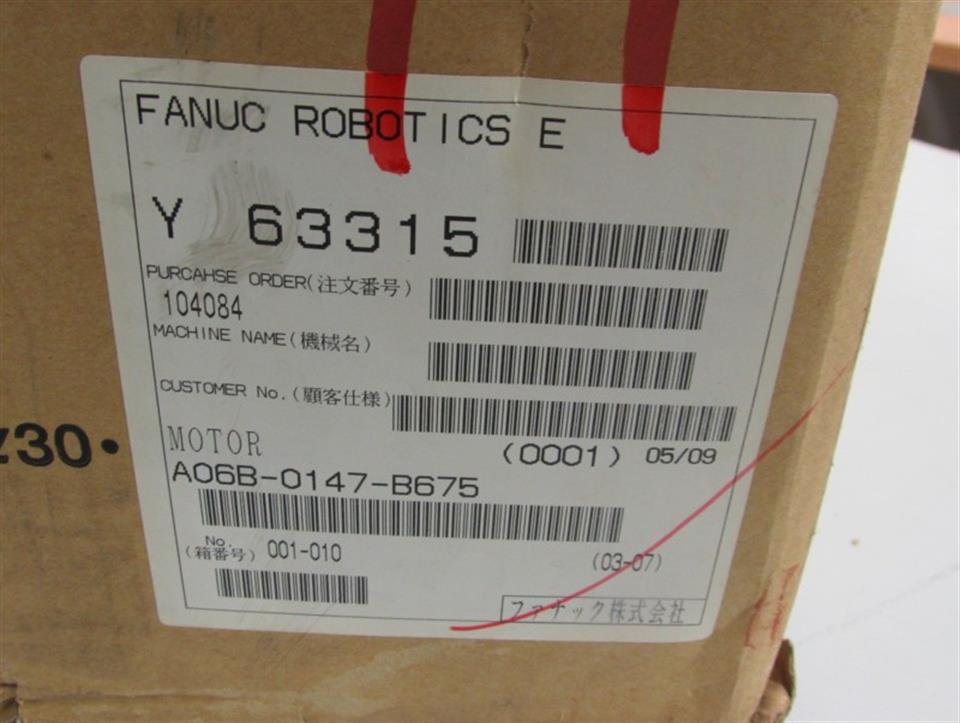 FANUC ROBOTICS E
Y 63315
PURCAHSE ORDER(注文番号)
104084
MACHINE NAME(機械名)
CUSTOMER No.(顧客仕様)
z30•
MOTOR (0001) 05/09
A06B-0147-B675
No.
(箱番号) 001-010 (03-07)
ファナック株式会社